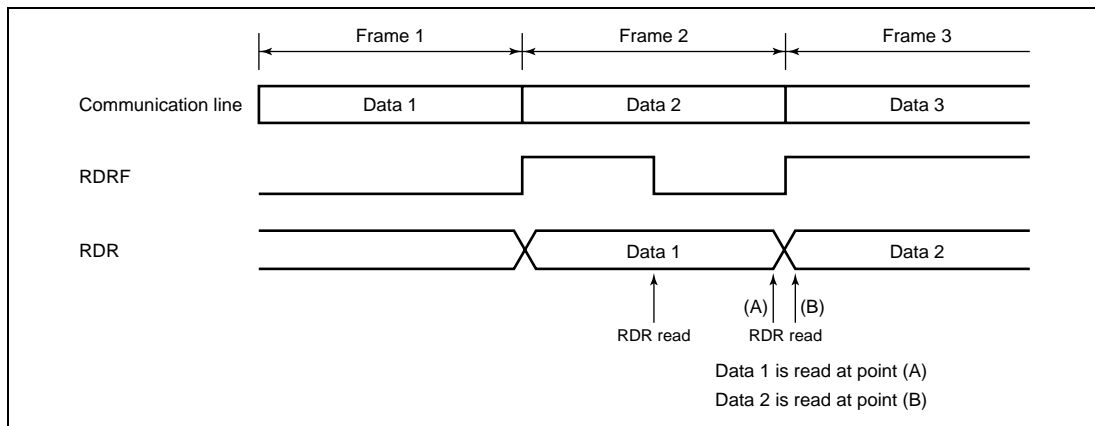 Frame 1 Frame 2 Frame 3
Communication line Data 1 Data 2 Data 3
RDRF
RDR Data 1 Data 2
(A) (B)
RDR read RDR read
Data 1 is read at point (A)
Data 2 is read at point (B)